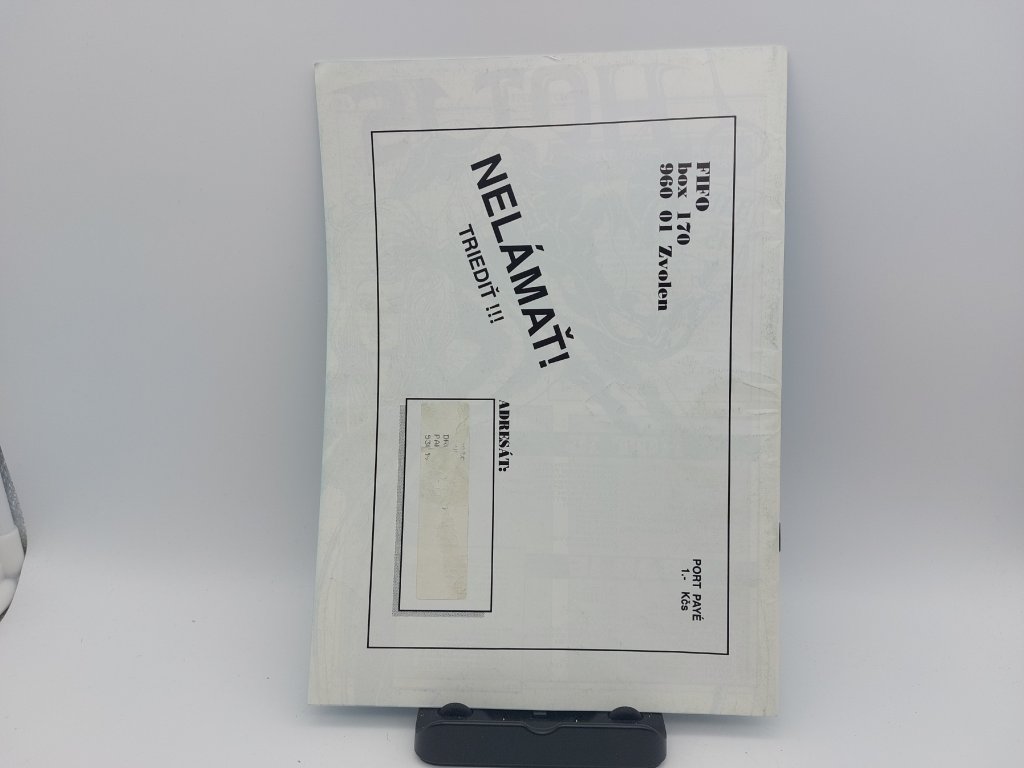 FIFO
box 170
960 01 Zvolen
NELÁMAŤ!
TRIEDIŤ !!!
PORT PAYÉ
1.- Kčs
ADRESÁT: